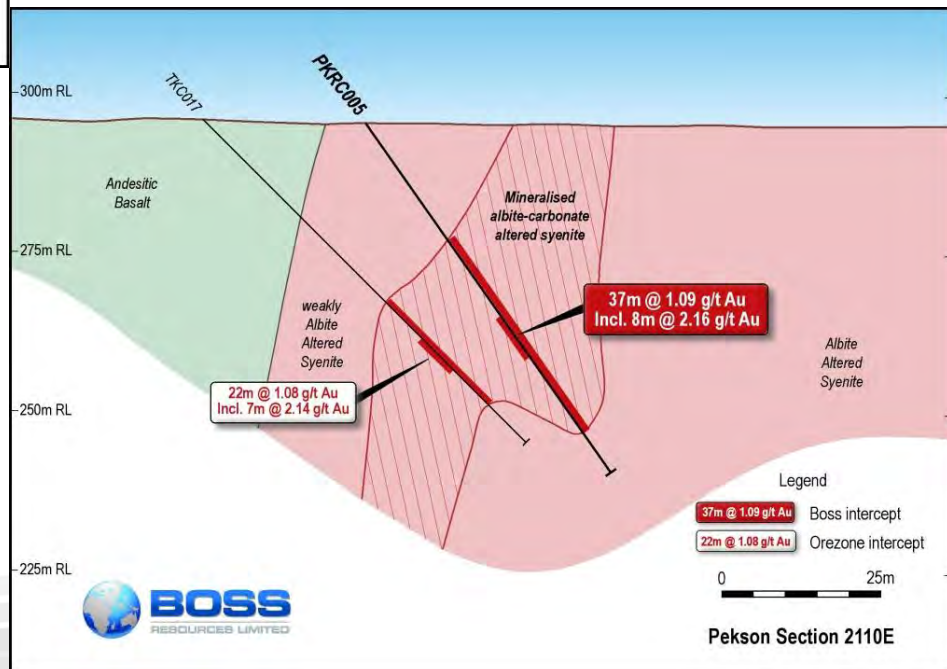 TKC017
PKRC005
300m RL
Andesitic
Basalt
Mineralised
albite-carbonate
altered syenite
275m RL
37m @ 1.09 g/t Au
Incl. 8m @ 2.16 g/t Au
weakly
Albite
Altered
Syenite
Albite
Altered
Syenite
22m @ 1.08 g/t Au
Incl. 7m @ 2.14 g/t Au
250m RL
Legend
37m @ 1.09 g/t Au Boss intercept
22m @ 1.08 g/t Au Orezone intercept
225m RL
0 25m
BOSS
RESOURCES LIMITED
Pekson Section 2110E